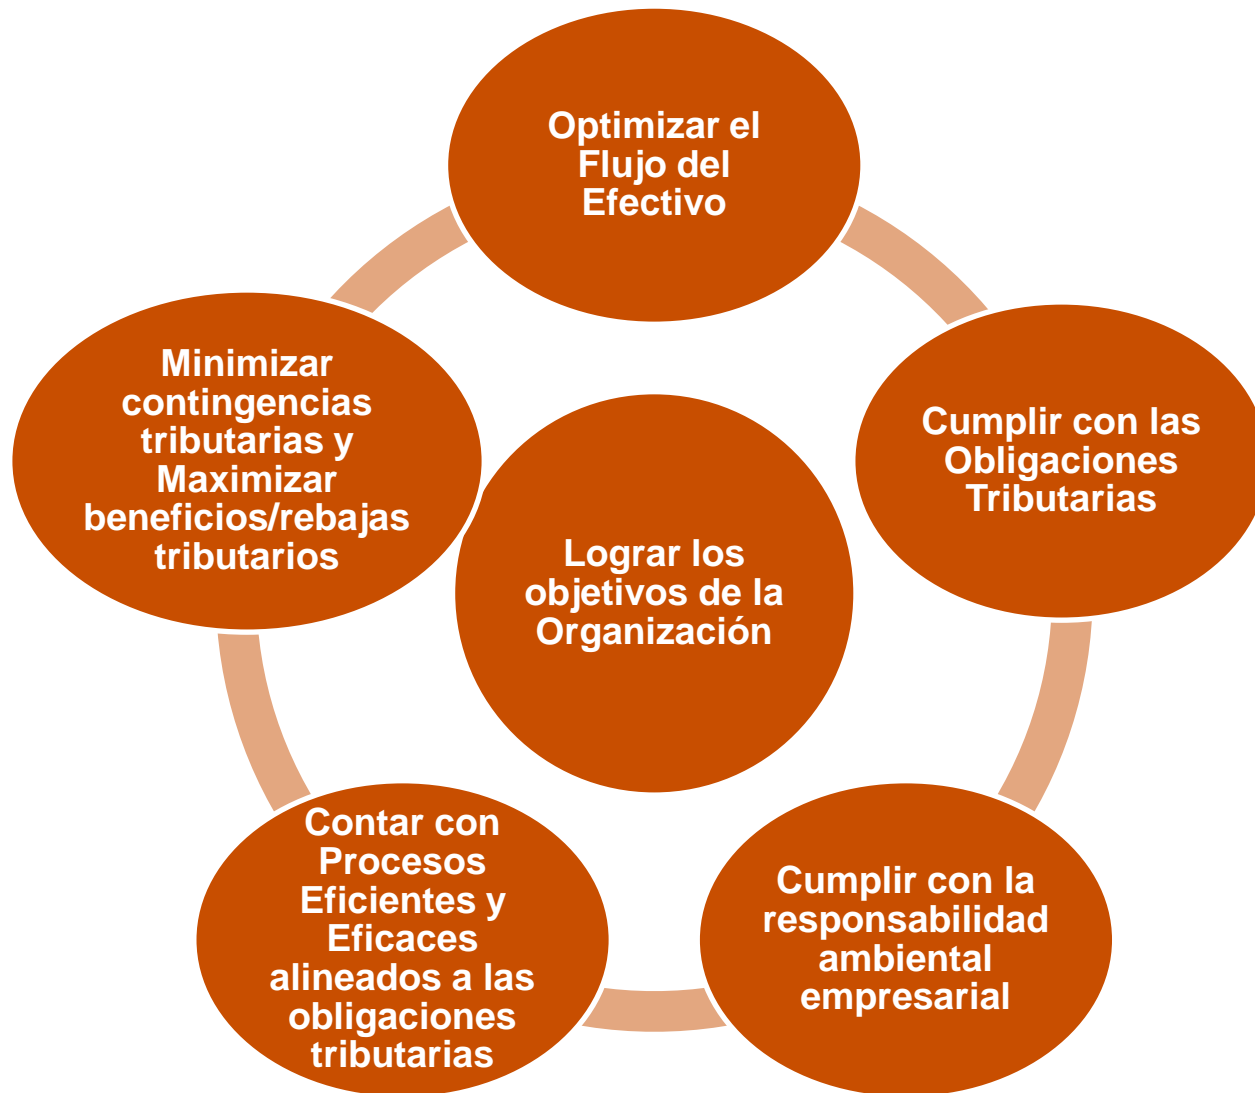 Optimizar el
Flujo del
Efectivo
Minimizar
contingencias
tributarias y
Maximizar
beneficios/rebajas
tributarios
Cumplir con las
Obligaciones
Tributarias
Lograr los
objetivos de la
Organización
Contar con
Procesos
Eficientes y
Eficaces
alineados a las
obligaciones
tributarias
Cumplir con la
responsabilidad
ambiental
empresarial